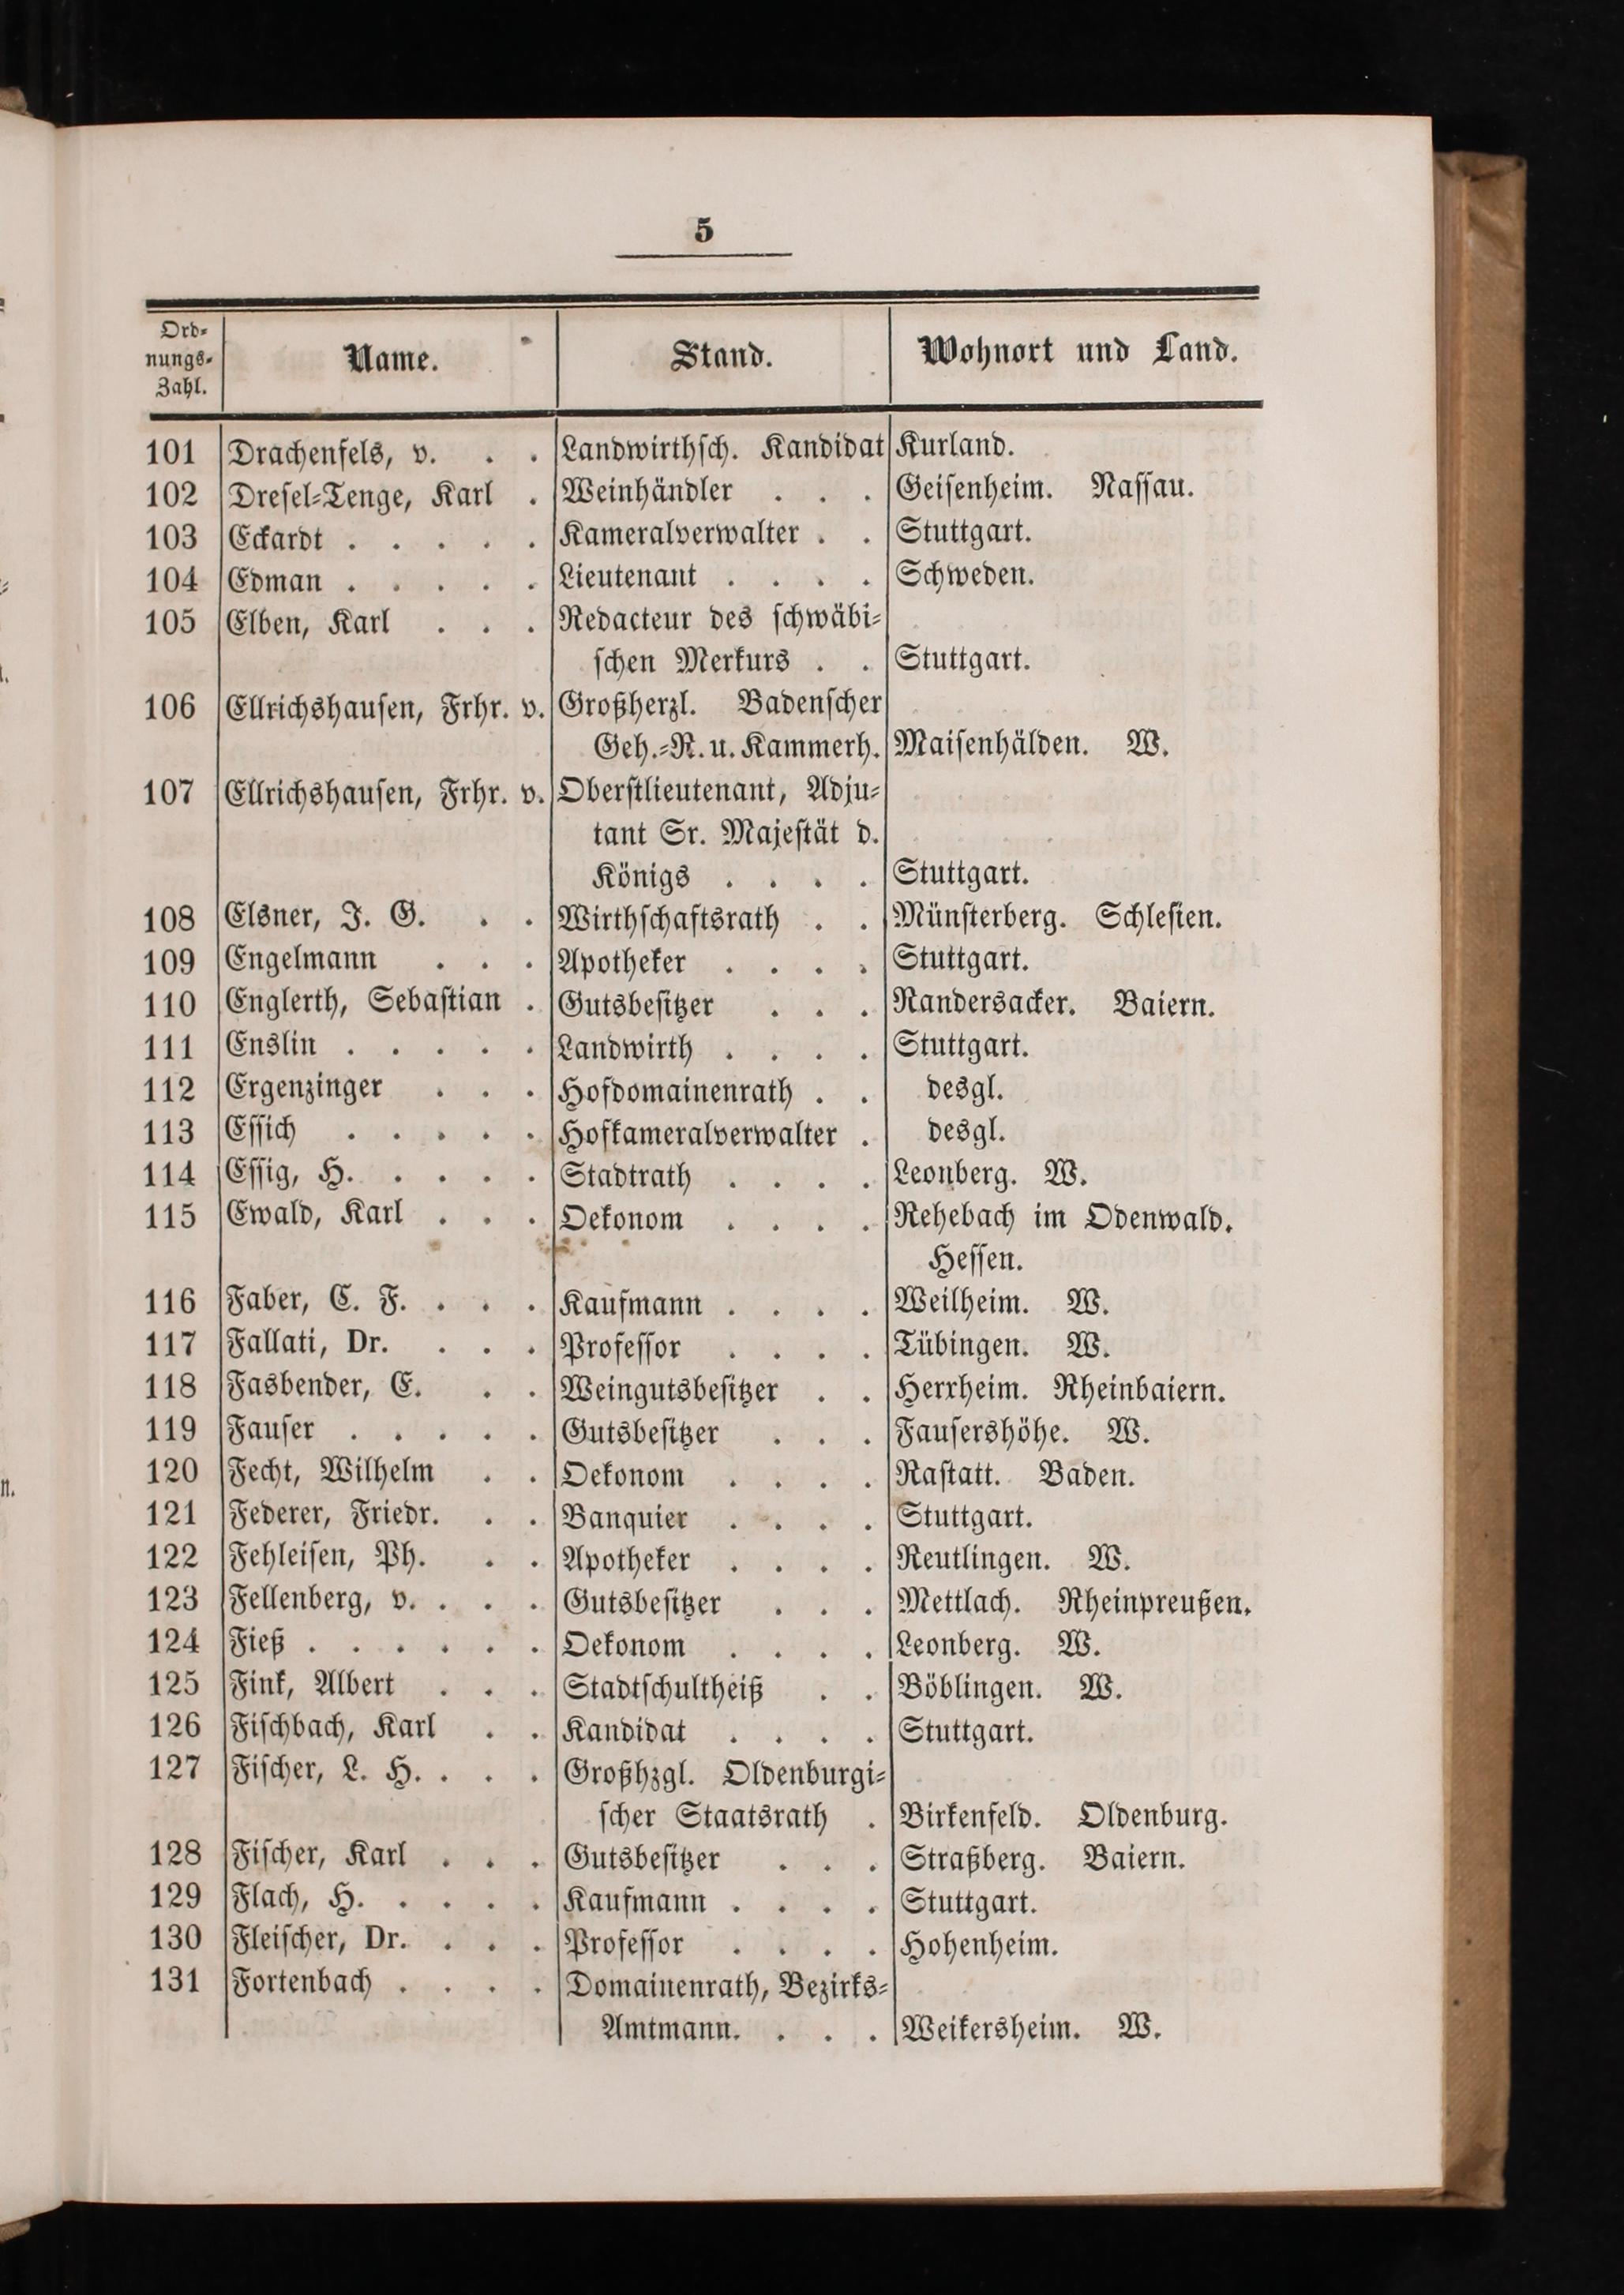 5
Ord-
nungs-
Zahl.
Name.
Stand.
Wohnort und Land.
101 Drachenfels, v. . . Landwirthſch. Kandidat Kurland.
102 Dreſel-Tenge, Karl . Weinhändler . . . Geiſenheim. Naſſau.
103 Eckardt . . . . . Kameralverwalter . . Stuttgart.
104 Edman . . . . . Lieutenant . . . . Schweden.
105 Elben, Karl . . . Redacteur des ſchwäbi-
ſchen Merkurs . . Stuttgart.
106 Ellrichshauſen, Frhr. v. Großherzl. Badenſcher
Geh.-R. u. Kammerh. Maiſenhälden. W.
107 Ellrichshauſen, Frhr. v. Oberſtlieutenant, Adju-
tant Sr. Majeſtät d.
Königs . . . . Stuttgart.
108 Elsner, J. G. . . Wirthſchaftsrath . . Münſterberg. Schleſien.
109 Engelmann . . . Apotheker . . . . Stuttgart.
110 Englerth, Sebaſtian . Gutsbeſitzer . . . Randersacker. Baiern.
111 Enslin . . . . . Landwirth . . . . Stuttgart.
112 Ergenzinger . . . Hofdomainenrath . . desgl.
113 Eſſich . . . . . Hofkameralverwalter . desgl.
114 Eſſig, H. . . . . Stadtrath . . . . Leonberg. W.
115 Ewald, Karl . . . Oekonom . . . . Rehebach im Odenwald.
Heſſen.
116 Faber, C. F. . . . Kaufmann . . . . Weilheim. W.
117 Fallati, Dr. . . . Profeſſor . . . . Tübingen. W.
118 Fasbender, E. . . Weingutsbeſitzer . . Herrheim. Rheinbaiern.
119 Fauſer . . . . . Gutsbeſitzer . . . Fauſershöhe. W.
120 Fecht, Wilhelm . . Oekonom . . . . Raſtatt. Baden.
121 Federer, Friedr. . . Banquier . . . . Stuttgart.
122 Fehleiſen, Ph. . . Apotheker . . . . Reutlingen. W.
123 Fellenberg, v. . . . Gutsbeſitzer . . . Mettlach. Rheinpreußen.
124 Fieß . . . . . . Oekonom . . . . Leonberg. W.
125 Fink, Albert . . . Stadtſchultheiß . . Böblingen. W.
126 Fiſchbach, Karl . . Kandidat . . . . Stuttgart.
127 Fiſcher, L. H. . . . Großhzgl. Oldenburgi-
ſcher Staatsrath . Birkenfeld. Oldenburg.
128 Fiſcher, Karl . . . Gutsbeſitzer . . . Straßberg. Baiern.
129 Flach, H. . . . . Kaufmann . . . . Stuttgart.
130 Fleiſcher, Dr. . . . Profeſſor . . . . Hohenheim.
131 Fortenbach . . . . Domainenrath, Bezirks-
Amtmann. . . . Weikersheim. W.